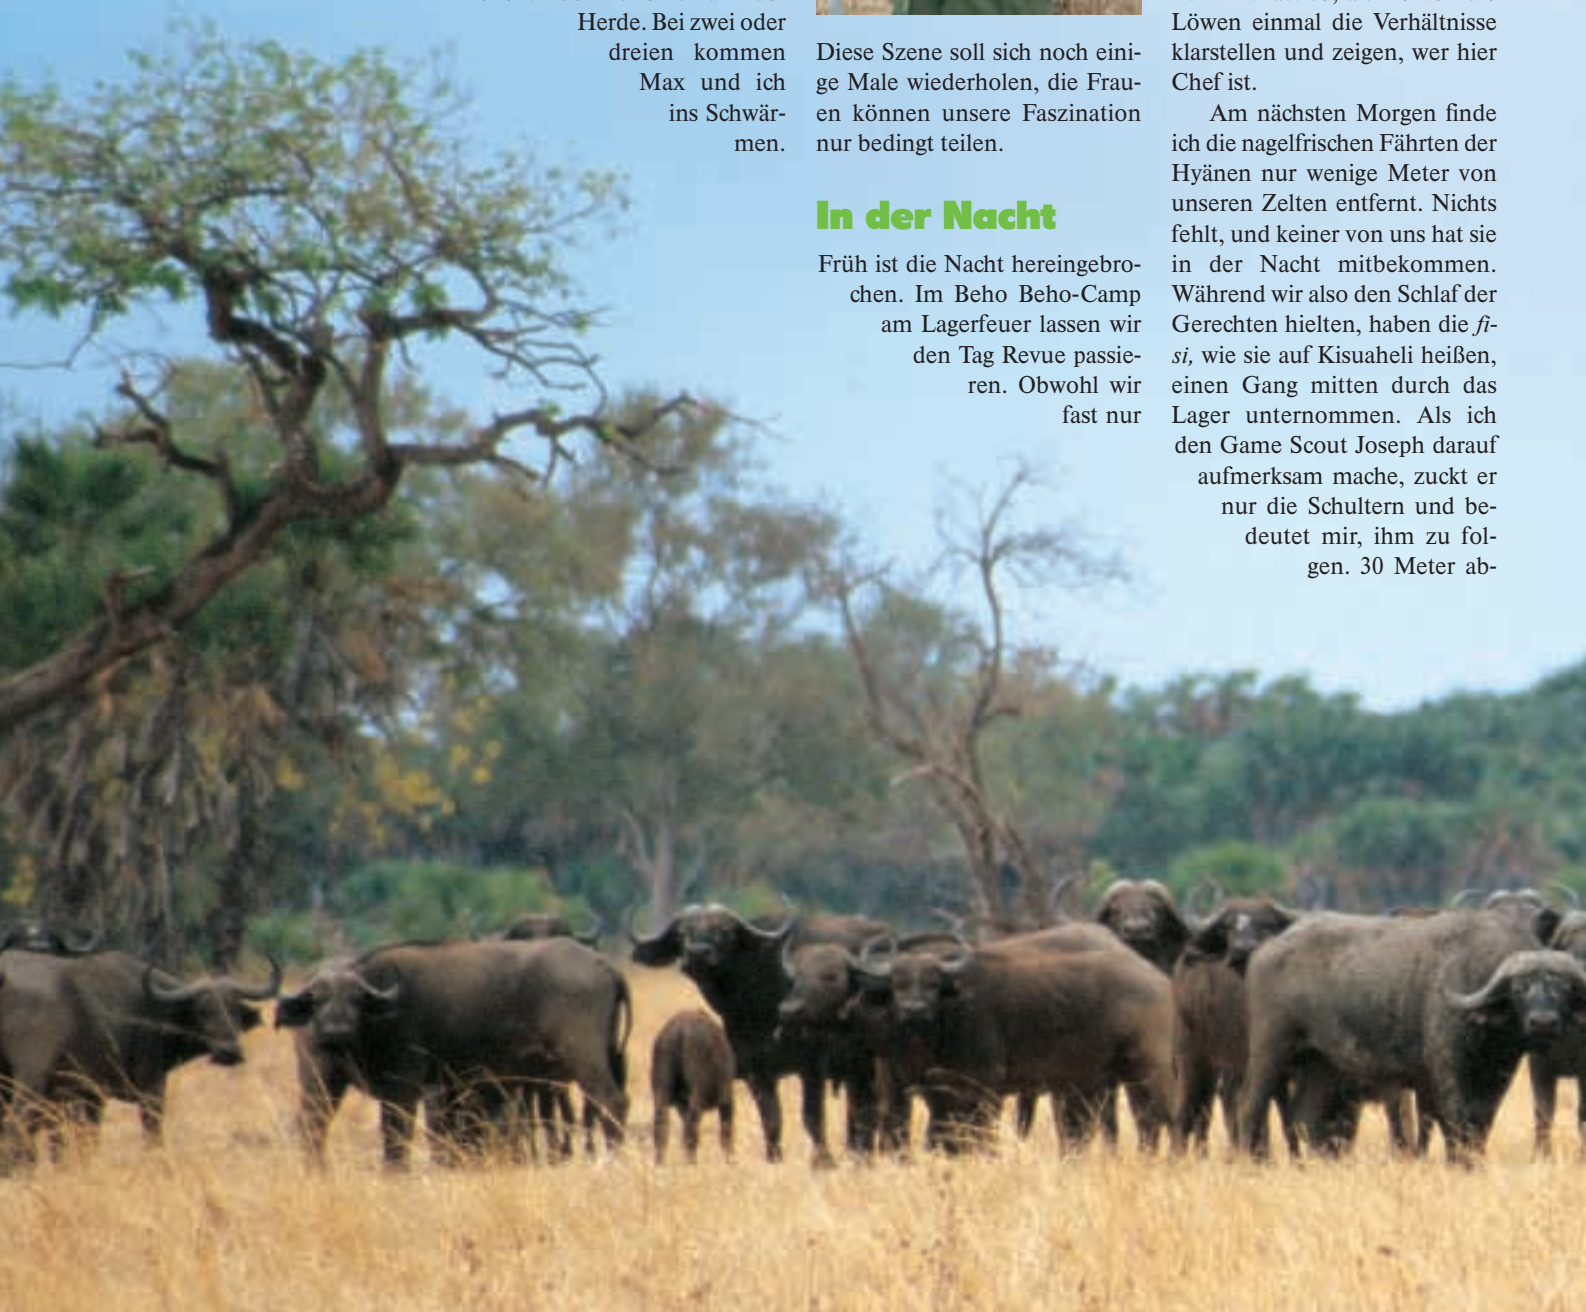 Herde. Bei zwei oder
dreien kommen
Max und ich
ins Schwär-
men.
Diese Szene soll sich noch eini-
ge Male wiederholen, die Frau-
en können unsere Faszination
nur bedingt teilen.
In der Nacht
Früh ist die Nacht hereingebro-
chen. Im Beho Beho-Camp
am Lagerfeuer lassen wir
den Tag Revue passie-
ren. Obwohl wir
fast nur
Löwen einmal die Verhältnisse
klarstellen und zeigen, wer hier
Chef ist.
Am nächsten Morgen finde
ich die nagelfrischen Fährten der
Hyänen nur wenige Meter von
unseren Zelten entfernt. Nichts
fehlt, und keiner von uns hat sie
in der Nacht mitbekommen.
Während wir also den Schlaf der
Gerechten hielten, haben die fi-
si, wie sie auf Kisuaheli heißen,
einen Gang mitten durch das
Lager unternommen. Als ich
den Game Scout Joseph darauf
aufmerksam mache, zuckt er
nur die Schultern und be-
deutet mir, ihm zu fol-
gen. 30 Meter ab-